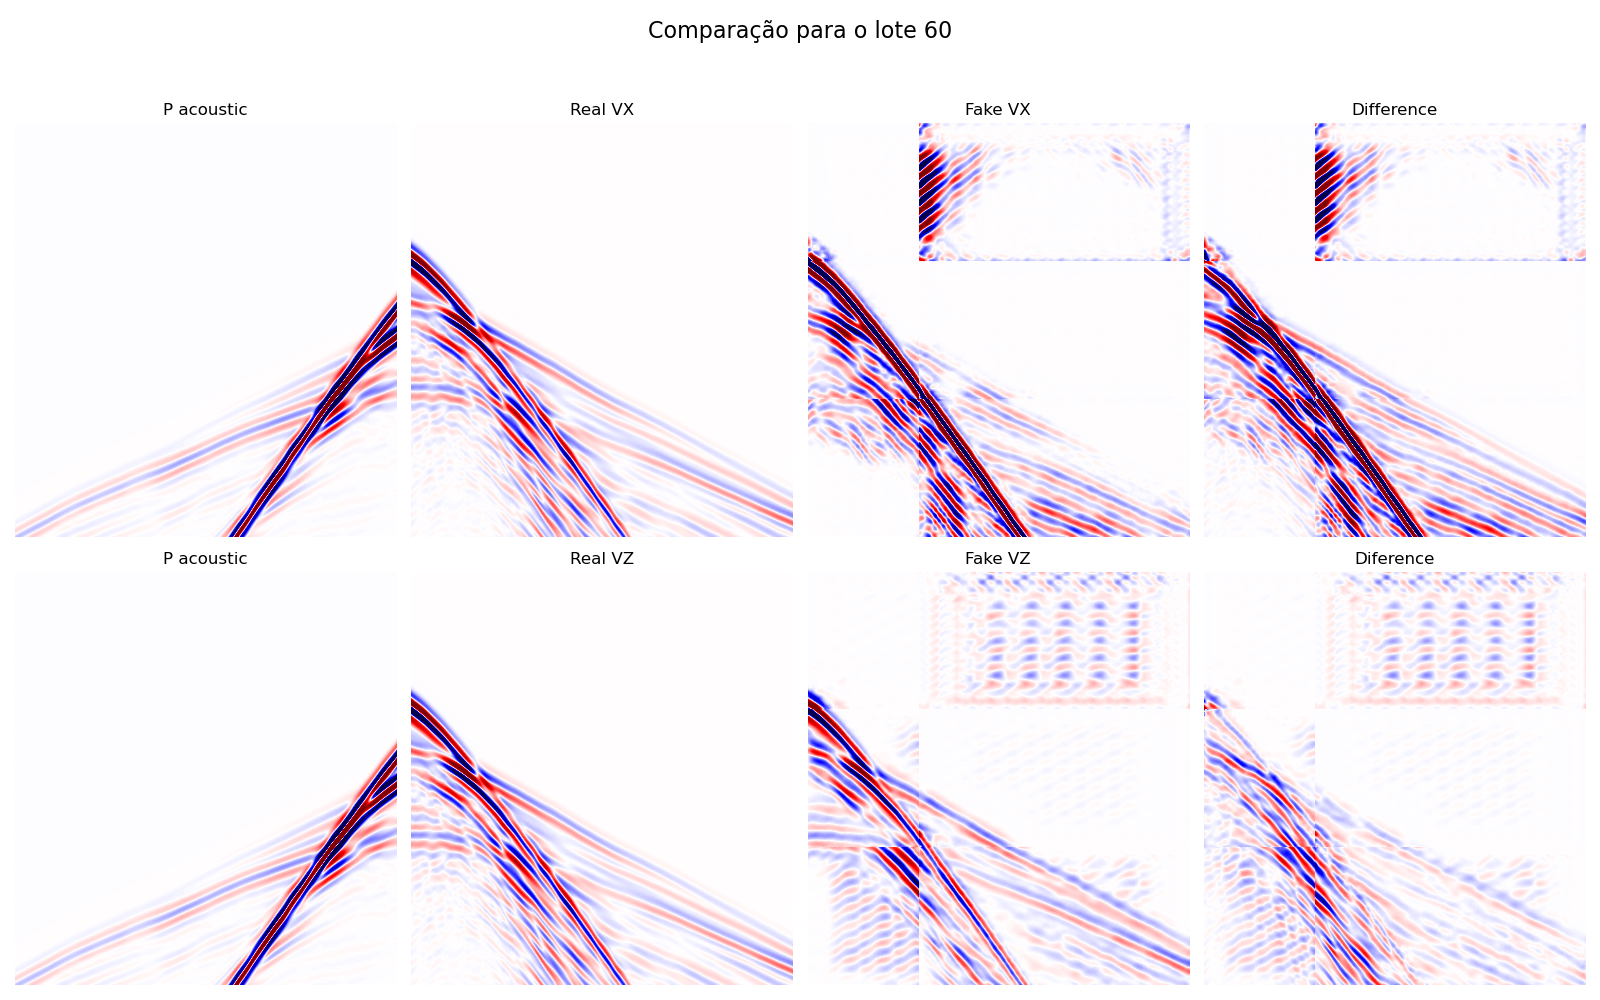 Comparação para o lote 60
P acoustic
Real VX
Fake VX
Difference
P acoustic
Real VZ
Fake VZ
Diference